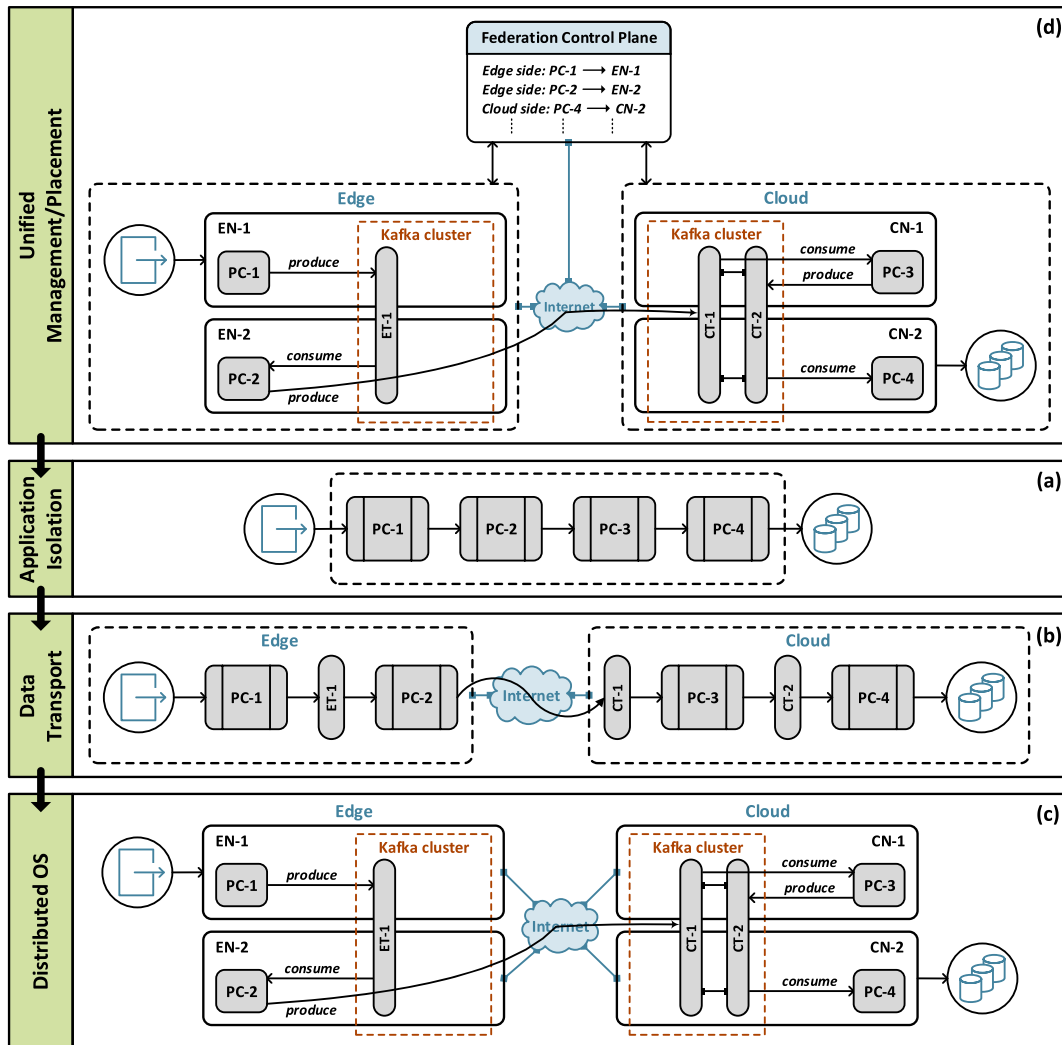 Unified
Management/Placement
(d)
Federation Control Plane
Edge side: PC-1 → EN-1
Edge side: PC-2 → EN-2
Cloud side: PC-4 → CN-2
Edge
EN-1
Kafka cluster
PC-1
produce
ET-1
EN-2
consume
PC-2
produce
Internet
Cloud
Kafka cluster
CN-1
consume
produce
PC-3
CT-1
CT-2
CN-2
consume
PC-4
Application
Isolation
(a)
PC-1
PC-2
PC-3
PC-4
Data
Transport
(b)
Edge
PC-1
ET-1
PC-2
Internet
Cloud
CT-1
PC-3
CT-2
PC-4
Distributed OS
(c)
Edge
EN-1
Kafka cluster
PC-1
produce
ET-1
EN-2
consume
PC-2
produce
Internet
Cloud
Kafka cluster
CN-1
consume
produce
PC-3
CT-1
CT-2
CN-2
consume
PC-4